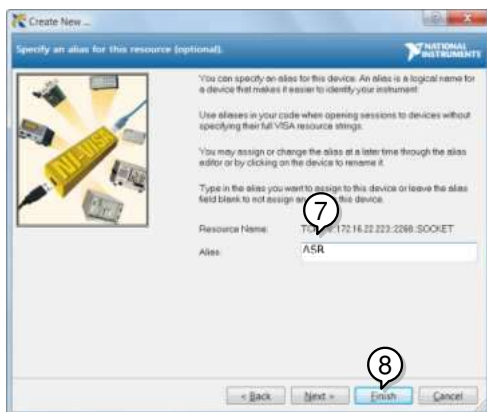 Create New ...
Specify an alias for this resource (optional).
NATIONAL
INSTRUMENTS
You can specify an alias for this device. An alias is a logical name for
a device that makes it easier to identify your instrument.
Use aliases in your code when opening sessions to devices without
specifying their full VISA resource strings.
You may assign or change the alias at a later time through the alias
editor or by clicking on the device to rename it.
Type in the alias you want to assign to this device or leave the alias
field blank to not assign an this device.
7
Resource Name: 172.16.22.223::2268::SOCKET
Alias: ASR
NI-VISA
8
< Back Next > Finish Cancel